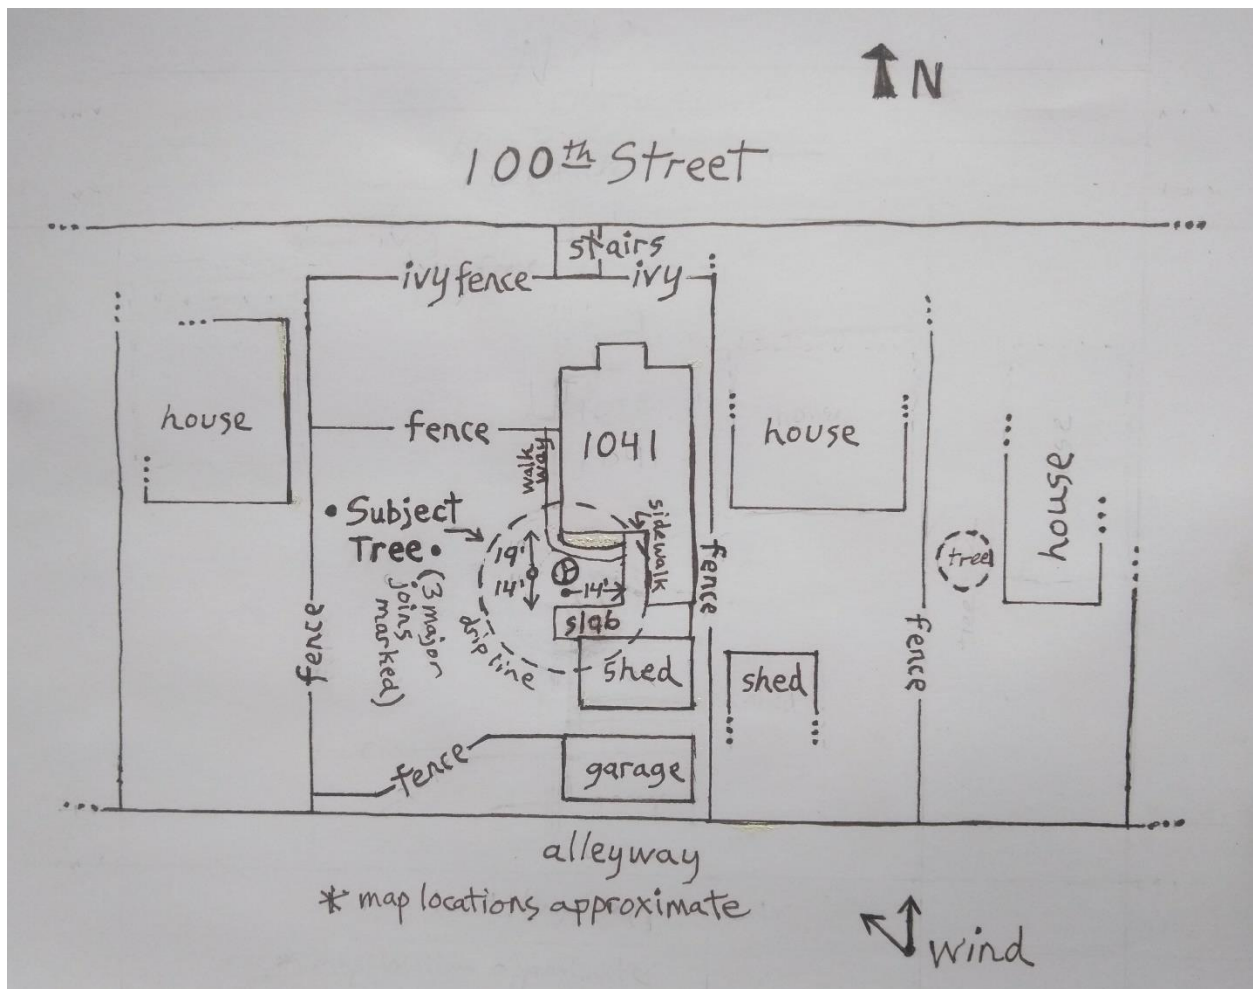 N
100th Street
stairs
ivy fence
ivy
house
fence
1041
house
walk
way
• Subject
Tree •
(3 major
joins
marked)
19'
14'
14'
sidewalk
drip line
slab
shed
fence
fence
shed
tree
house
fence
fence
garage
alleyway
* map locations approximate
wind